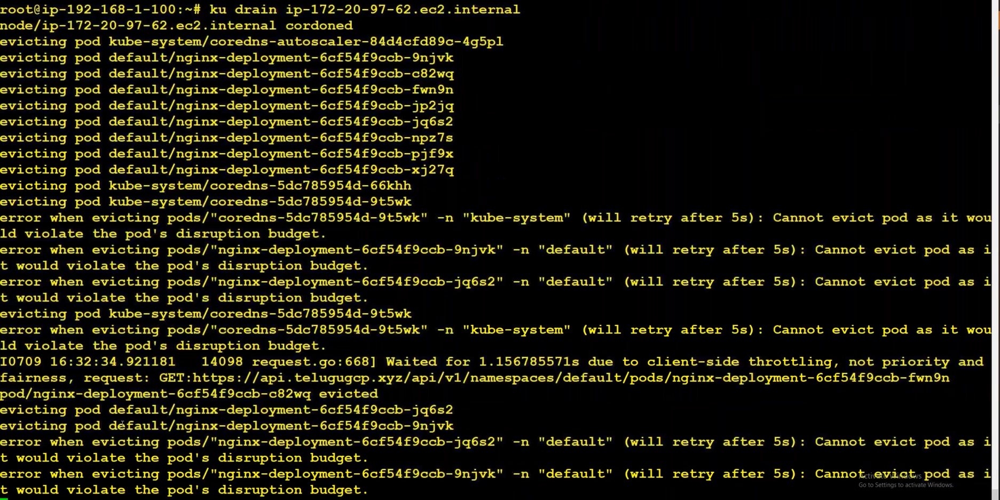 root@ip-192-168-1-100:~# ku drain ip-172-20-97-62.ec2.internal
node/ip-172-20-97-62.ec2.internal cordoned
evicting pod kube-system/coredns-autoscaler-84d4cfd89c-4g5pl
evicting pod default/nginx-deployment-6cf54f9ccb-9njvk
evicting pod default/nginx-deployment-6cf54f9ccb-c82wq
evicting pod default/nginx-deployment-6cf54f9ccb-fwn9n
evicting pod default/nginx-deployment-6cf54f9ccb-jp2jq
evicting pod default/nginx-deployment-6cf54f9ccb-jq6s2
evicting pod default/nginx-deployment-6cf54f9ccb-npz7s
evicting pod default/nginx-deployment-6cf54f9ccb-pjf9x
evicting pod default/nginx-deployment-6cf54f9ccb-xj27q
evicting pod kube-system/coredns-5dc785954d-66khh
evicting pod kube-system/coredns-5dc785954d-9t5wk
error when evicting pods/"coredns-5dc785954d-9t5wk" -n "kube-system" (will retry after 5s): Cannot evict pod as it wou
ld violate the pod's disruption budget.
error when evicting pods/"nginx-deployment-6cf54f9ccb-9njvk" -n "default" (will retry after 5s): Cannot evict pod as i
t would violate the pod's disruption budget.
error when evicting pods/"nginx-deployment-6cf54f9ccb-jq6s2" -n "default" (will retry after 5s): Cannot evict pod as i
t would violate the pod's disruption budget.
evicting pod kube-system/coredns-5dc785954d-9t5wk
error when evicting pods/"coredns-5dc785954d-9t5wk" -n "kube-system" (will retry after 5s): Cannot evict pod as it wou
ld violate the pod's disruption budget.
I0709 16:32:34.921181   14098 request.go:668] Waited for 1.156785571s due to client-side throttling, not priority and
fairness, request: GET:https://api.telugugcp.xyz/api/v1/namespaces/default/pods/nginx-deployment-6cf54f9ccb-fwn9n
pod/nginx-deployment-6cf54f9ccb-c82wq evicted
evicting pod default/nginx-deployment-6cf54f9ccb-jq6s2
evicting pod default/nginx-deployment-6cf54f9ccb-9njvk
error when evicting pods/"nginx-deployment-6cf54f9ccb-jq6s2" -n "default" (will retry after 5s): Cannot evict pod as i
t would violate the pod's disruption budget.
error when evicting pods/"nginx-deployment-6cf54f9ccb-9njvk" -n "default" (will retry after 5s): Cannot evict pod as i
t would violate the pod's disruption budget.
Activate Windows
Go to Settings to activate Windows.